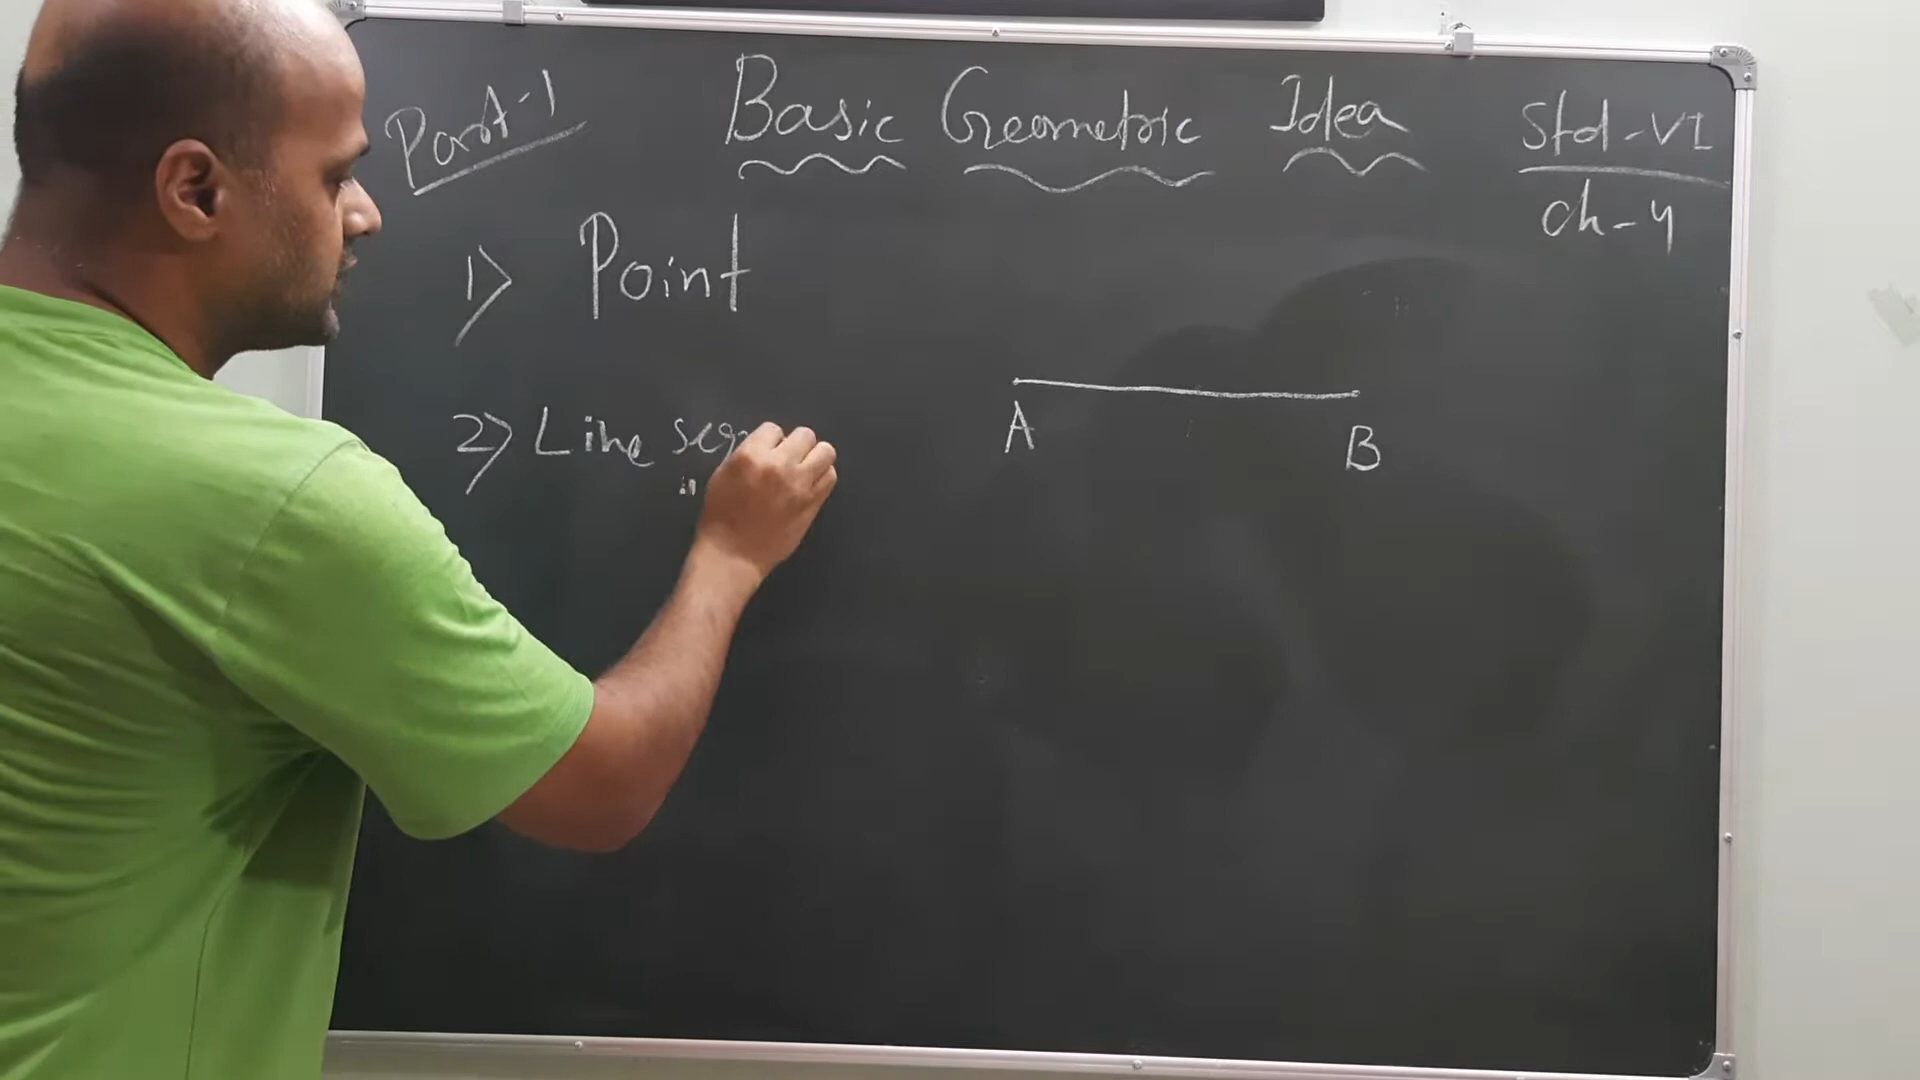 Part-1
Basic Geometric Idea
Std-VI
ch-4
1) Point
2) Line seg
A
B